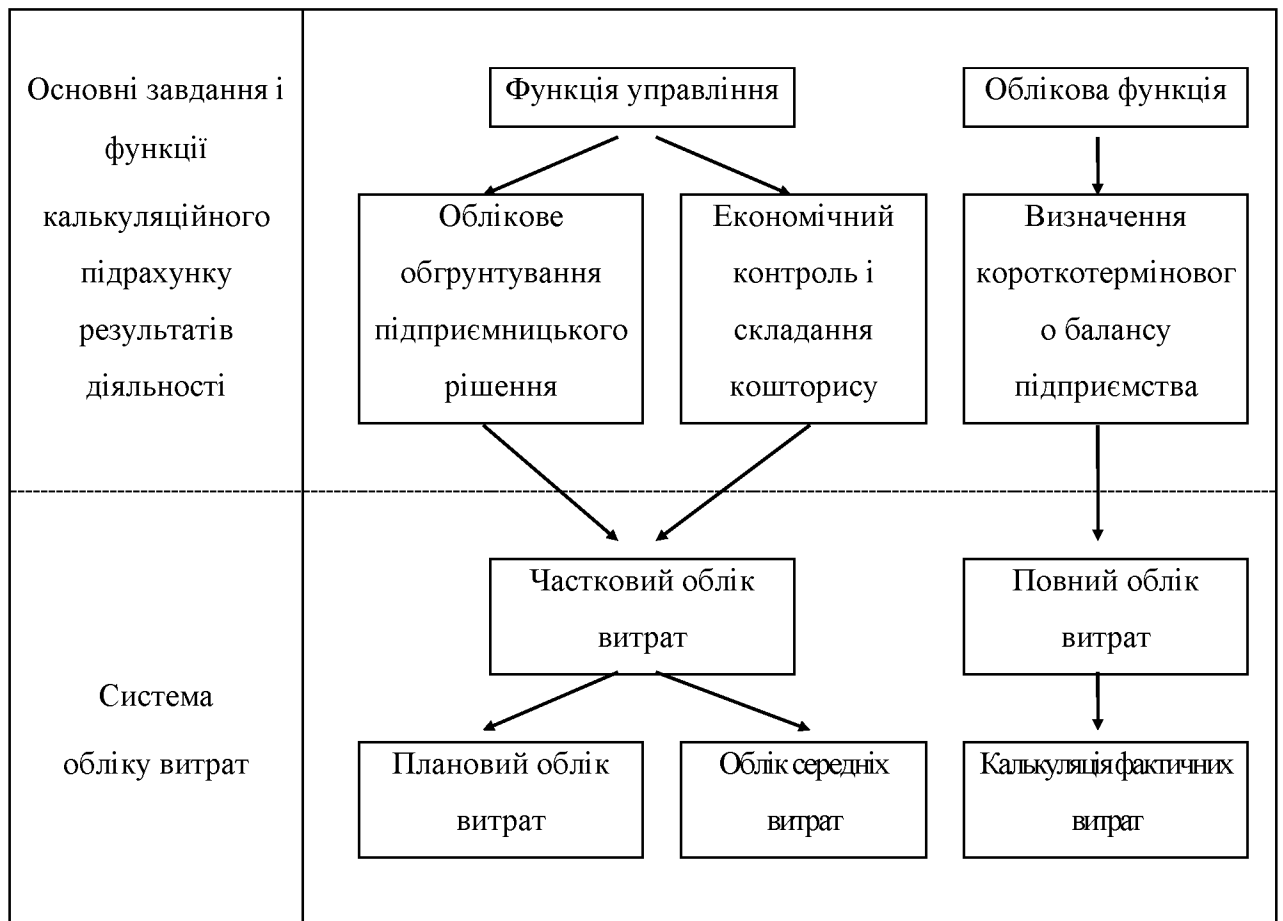 Основні завдання і
функції
калькуляційного
підрахунку
результатів
діяльності
Функція управління
Облікова функція
Облікове
обгрунтування
підприємницького
рішення
Економічний
контроль і
складання
кошторису
Визначення
короткотерміновог
о балансу
підприємства
Система
обліку витрат
Частковий облік
витрат
Повний облік
витрат
Плановий облік
витрат
Облік середніх
витрат
Калькуляція фактичних
витрат